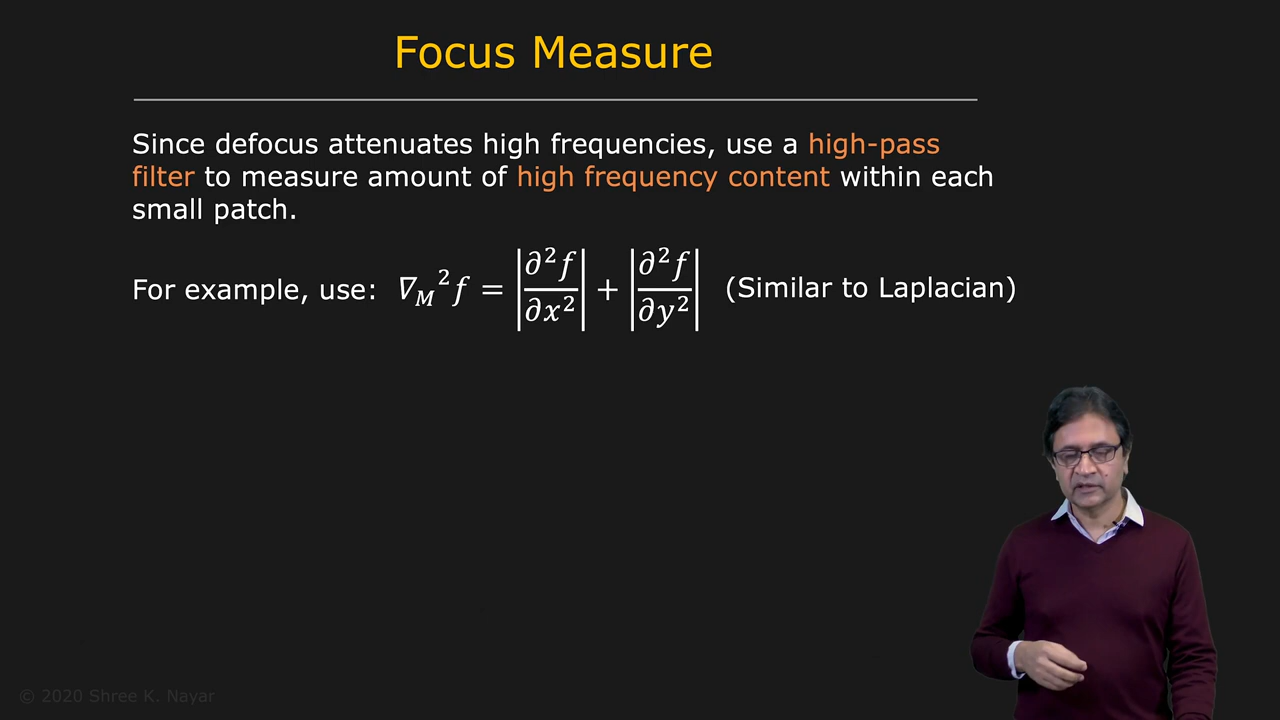 Focus Measure
Since defocus attenuates high frequencies, use a high-pass
filter to measure amount of high frequency content within each
small patch.
For example, use: ∇_M²f = |∂²f/∂x²| + |∂²f/∂y²| (Similar to Laplacian)
© 2020 Shree K. Nayar